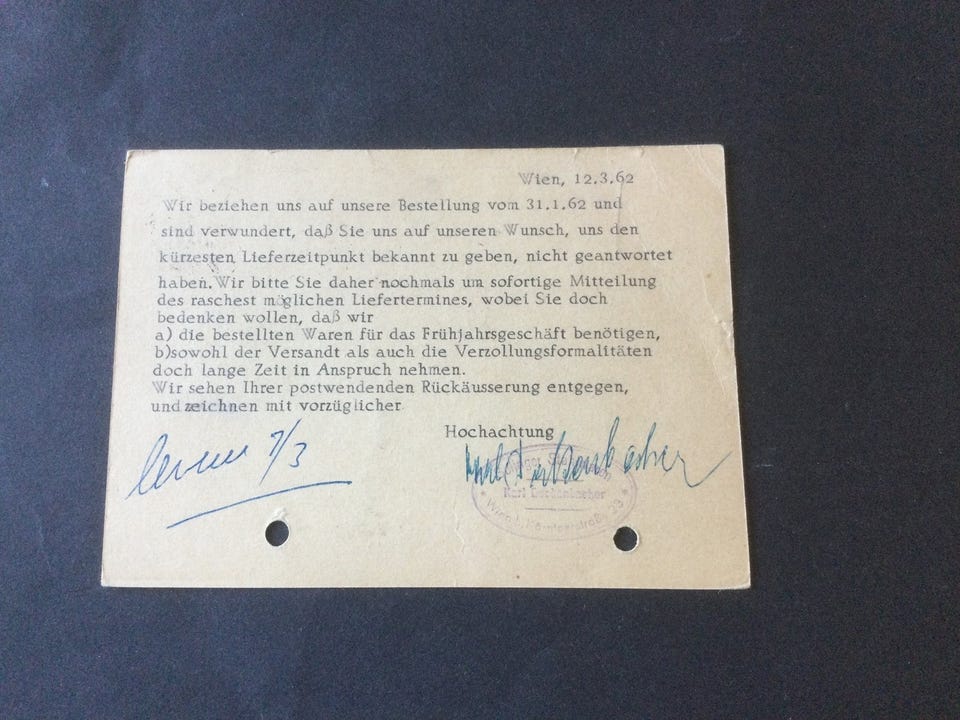 Wien, 12.3.62
Wir beziehen uns auf unsere Bestellung vom 31.1.62 und
sind verwundert, daß Sie uns auf unseren Wunsch, uns den
kürzesten Lieferzeitpunkt bekannt zu geben, nicht geantwortet
haben. Wir bitte Sie daher nochmals um sofortige Mitteilung
des raschest möglichen Liefertermines, wobei Sie doch
bedenken wollen, daß wir
a) die bestellten Waren für das Frühjahrsgeschäft benötigen,
b)sowohl der Versandt als auch die Verzollungsformalitäten
doch lange Zeit in Anspruch nehmen.
Wir sehen Ihrer postwendenden Rückäusserung entgegen,
und zeichnen mit vorzüglicher
Hochachtung
Karl
Wien I, Kärntnerstraße 33